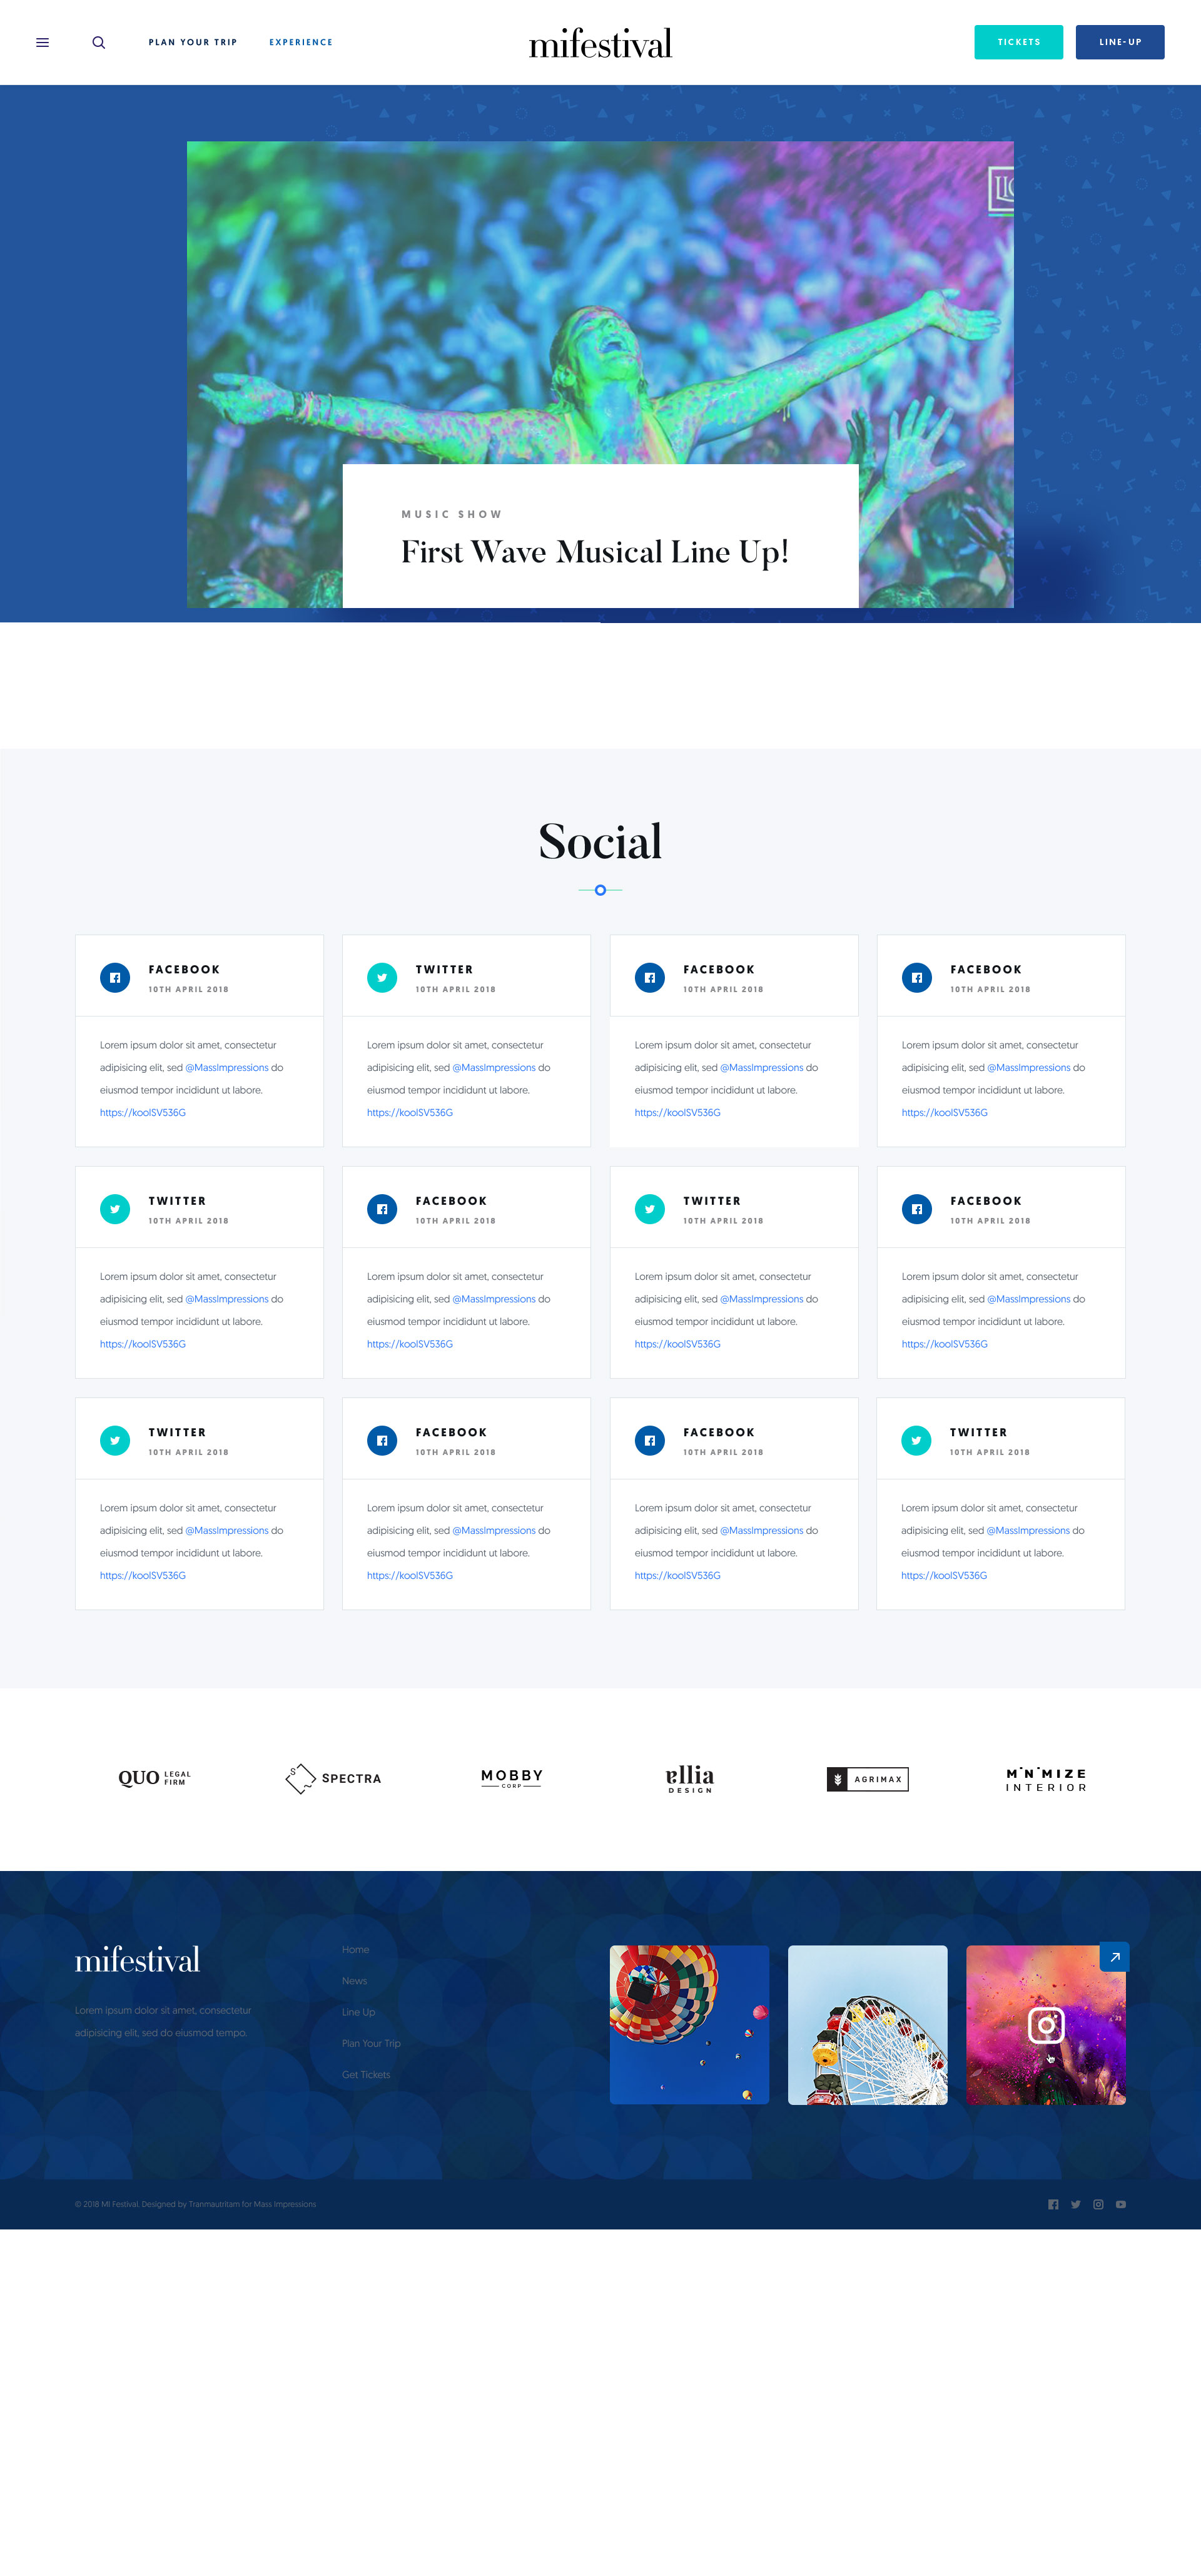 PLAN YOUR TRIP
EXPERIENCE
mifestival
TICKETS
LINE-UP
MUSIC SHOW
First Wave Musical Line Up!
Social
FACEBOOK
10TH APRIL 2018
Lorem ipsum dolor sit amet, consectetur
adipisicing elit, sed @MassImpressions do
eiusmod tempor incididunt ut labore.
https://koolSV536G
TWITTER
10TH APRIL 2018
Lorem ipsum dolor sit amet, consectetur
adipisicing elit, sed @MassImpressions do
eiusmod tempor incididunt ut labore.
https://koolSV536G
FACEBOOK
10TH APRIL 2018
Lorem ipsum dolor sit amet, consectetur
adipisicing elit, sed @MassImpressions do
eiusmod tempor incididunt ut labore.
https://koolSV536G
FACEBOOK
10TH APRIL 2018
Lorem ipsum dolor sit amet, consectetur
adipisicing elit, sed @MassImpressions do
eiusmod tempor incididunt ut labore.
https://koolSV536G
TWITTER
10TH APRIL 2018
Lorem ipsum dolor sit amet, consectetur
adipisicing elit, sed @MassImpressions do
eiusmod tempor incididunt ut labore.
https://koolSV536G
FACEBOOK
10TH APRIL 2018
Lorem ipsum dolor sit amet, consectetur
adipisicing elit, sed @MassImpressions do
eiusmod tempor incididunt ut labore.
https://koolSV536G
TWITTER
10TH APRIL 2018
Lorem ipsum dolor sit amet, consectetur
adipisicing elit, sed @MassImpressions do
eiusmod tempor incididunt ut labore.
https://koolSV536G
FACEBOOK
10TH APRIL 2018
Lorem ipsum dolor sit amet, consectetur
adipisicing elit, sed @MassImpressions do
eiusmod tempor incididunt ut labore.
https://koolSV536G
TWITTER
10TH APRIL 2018
Lorem ipsum dolor sit amet, consectetur
adipisicing elit, sed @MassImpressions do
eiusmod tempor incididunt ut labore.
https://koolSV536G
FACEBOOK
10TH APRIL 2018
Lorem ipsum dolor sit amet, consectetur
adipisicing elit, sed @MassImpressions do
eiusmod tempor incididunt ut labore.
https://koolSV536G
FACEBOOK
10TH APRIL 2018
Lorem ipsum dolor sit amet, consectetur
adipisicing elit, sed @MassImpressions do
eiusmod tempor incididunt ut labore.
https://koolSV536G
TWITTER
10TH APRIL 2018
Lorem ipsum dolor sit amet, consectetur
adipisicing elit, sed @MassImpressions do
eiusmod tempor incididunt ut labore.
https://koolSV536G
QUO LEGAL
FIRM
S SPECTRA
MOBBY
CORP
allia
DESIGN
AGRIMAX
MINIMIZE
INTERIOR
mifestival
Lorem ipsum dolor sit amet, consectetur
adipisicing elit, sed do eiusmod tempo.
Home
News
Line Up
Plan Your Trip
Get Tickets
© 2018 MI Festival. Designed by Tranmautritam for Mass Impressions